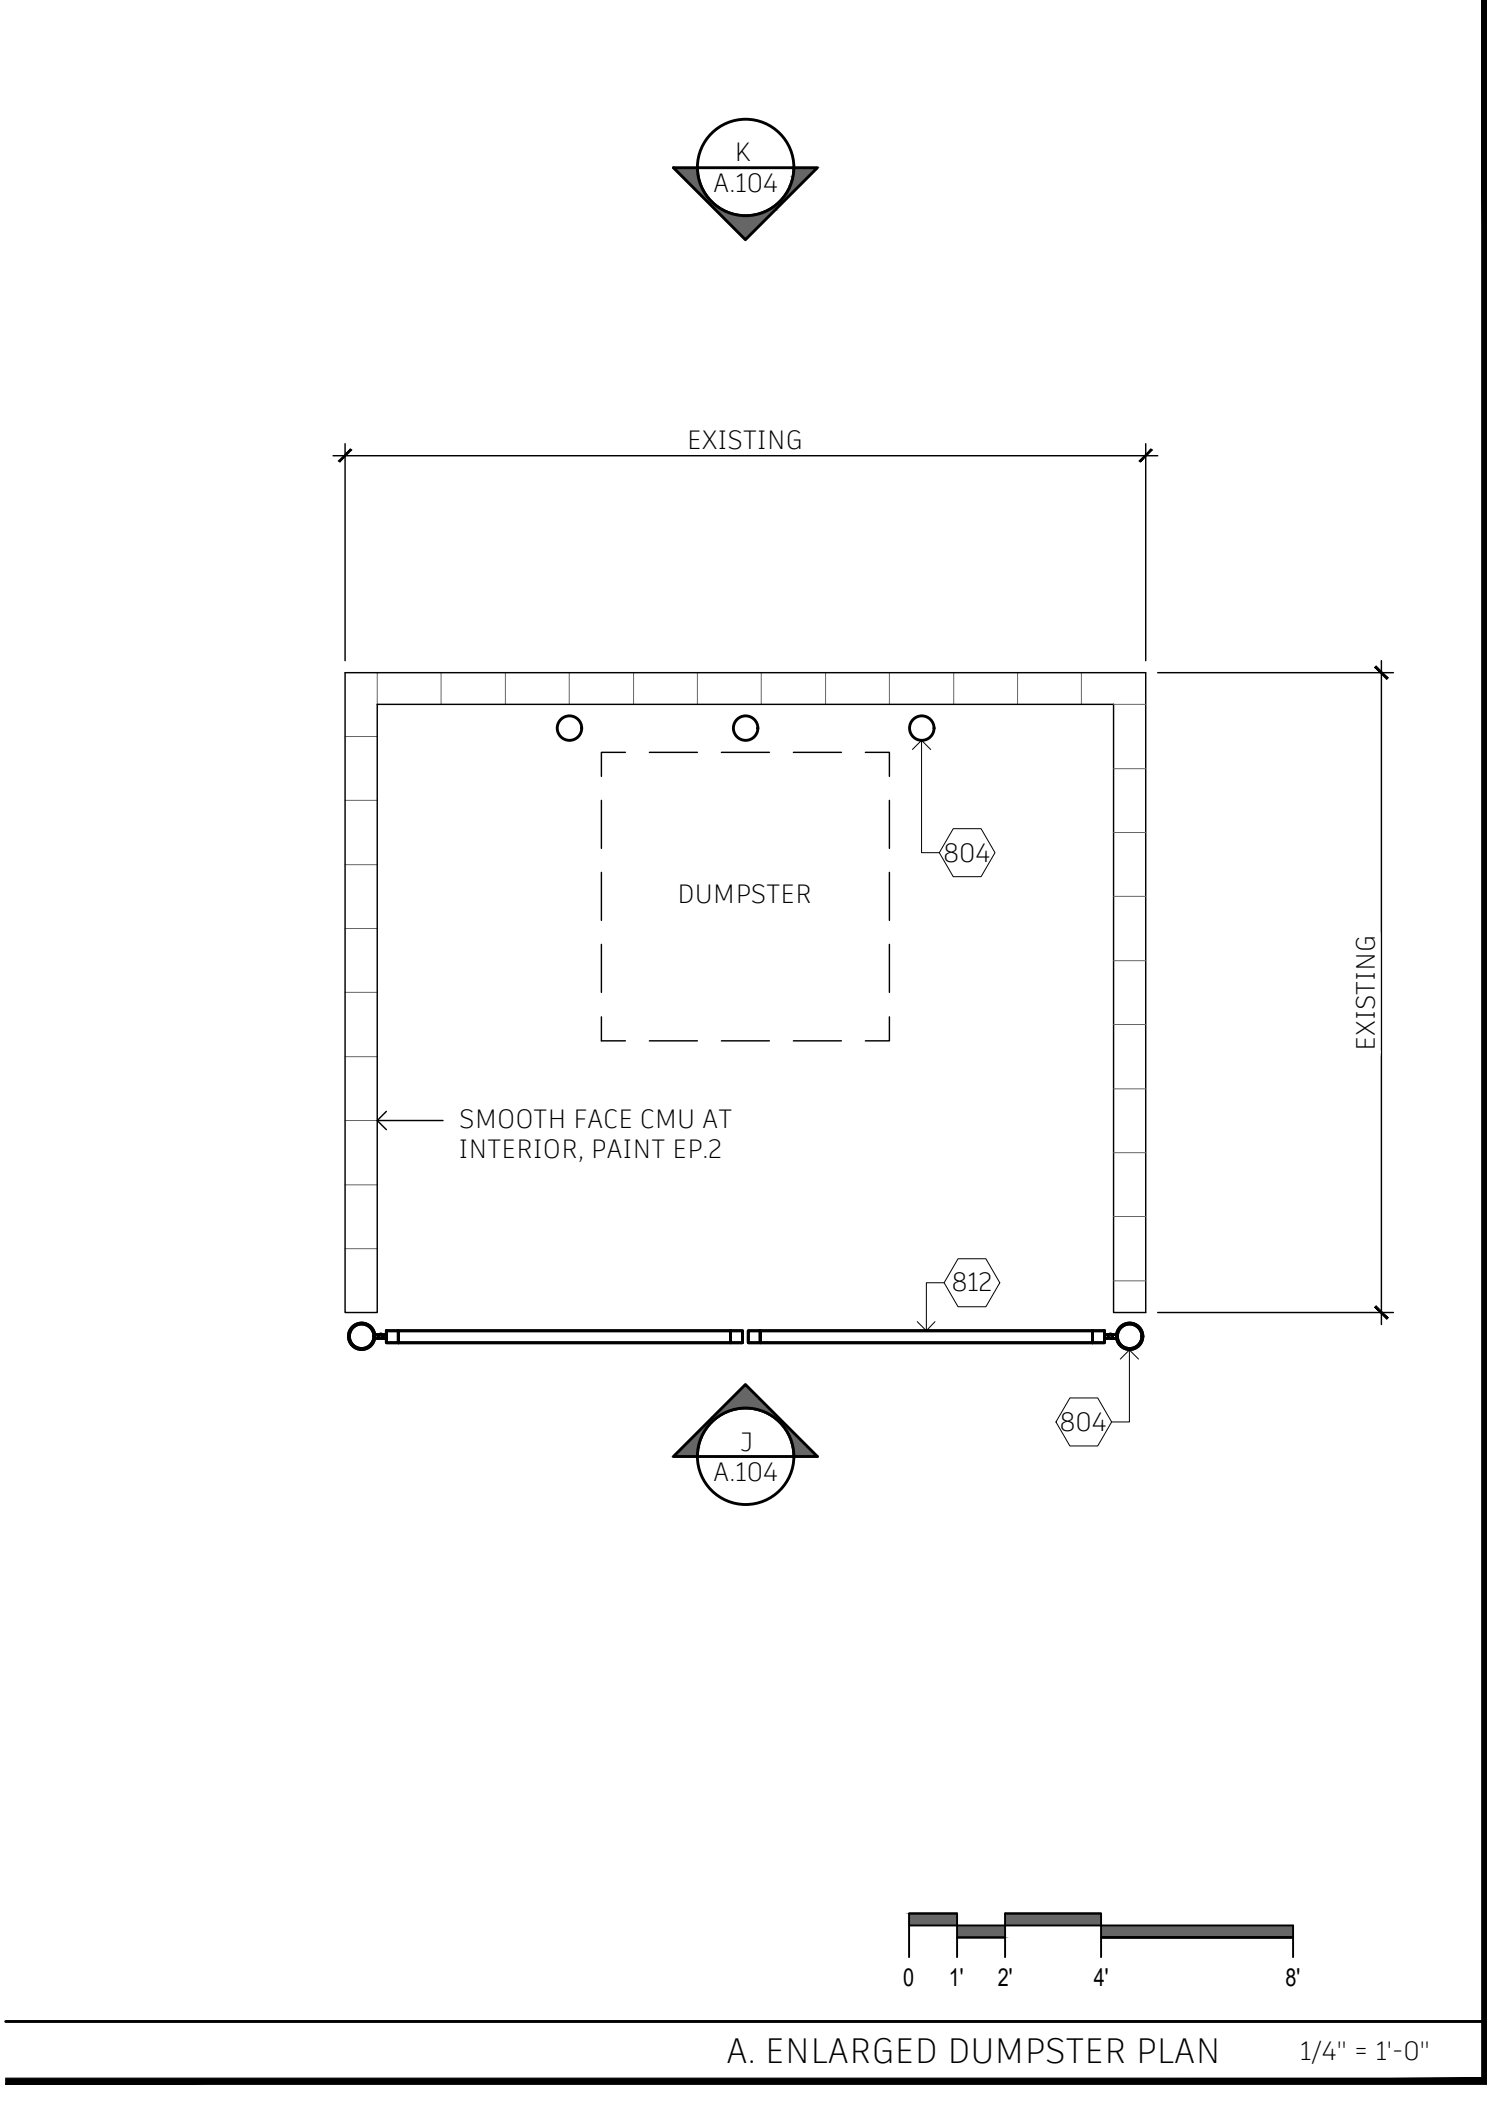 K
A.104
EXISTING
804
DUMPSTER
EXISTING
SMOOTH FACE CMU AT
INTERIOR, PAINT EP.2
812
804
J
A.104
0 1' 2' 4' 8'
A. ENLARGED DUMPSTER PLAN 1/4" = 1'-0"